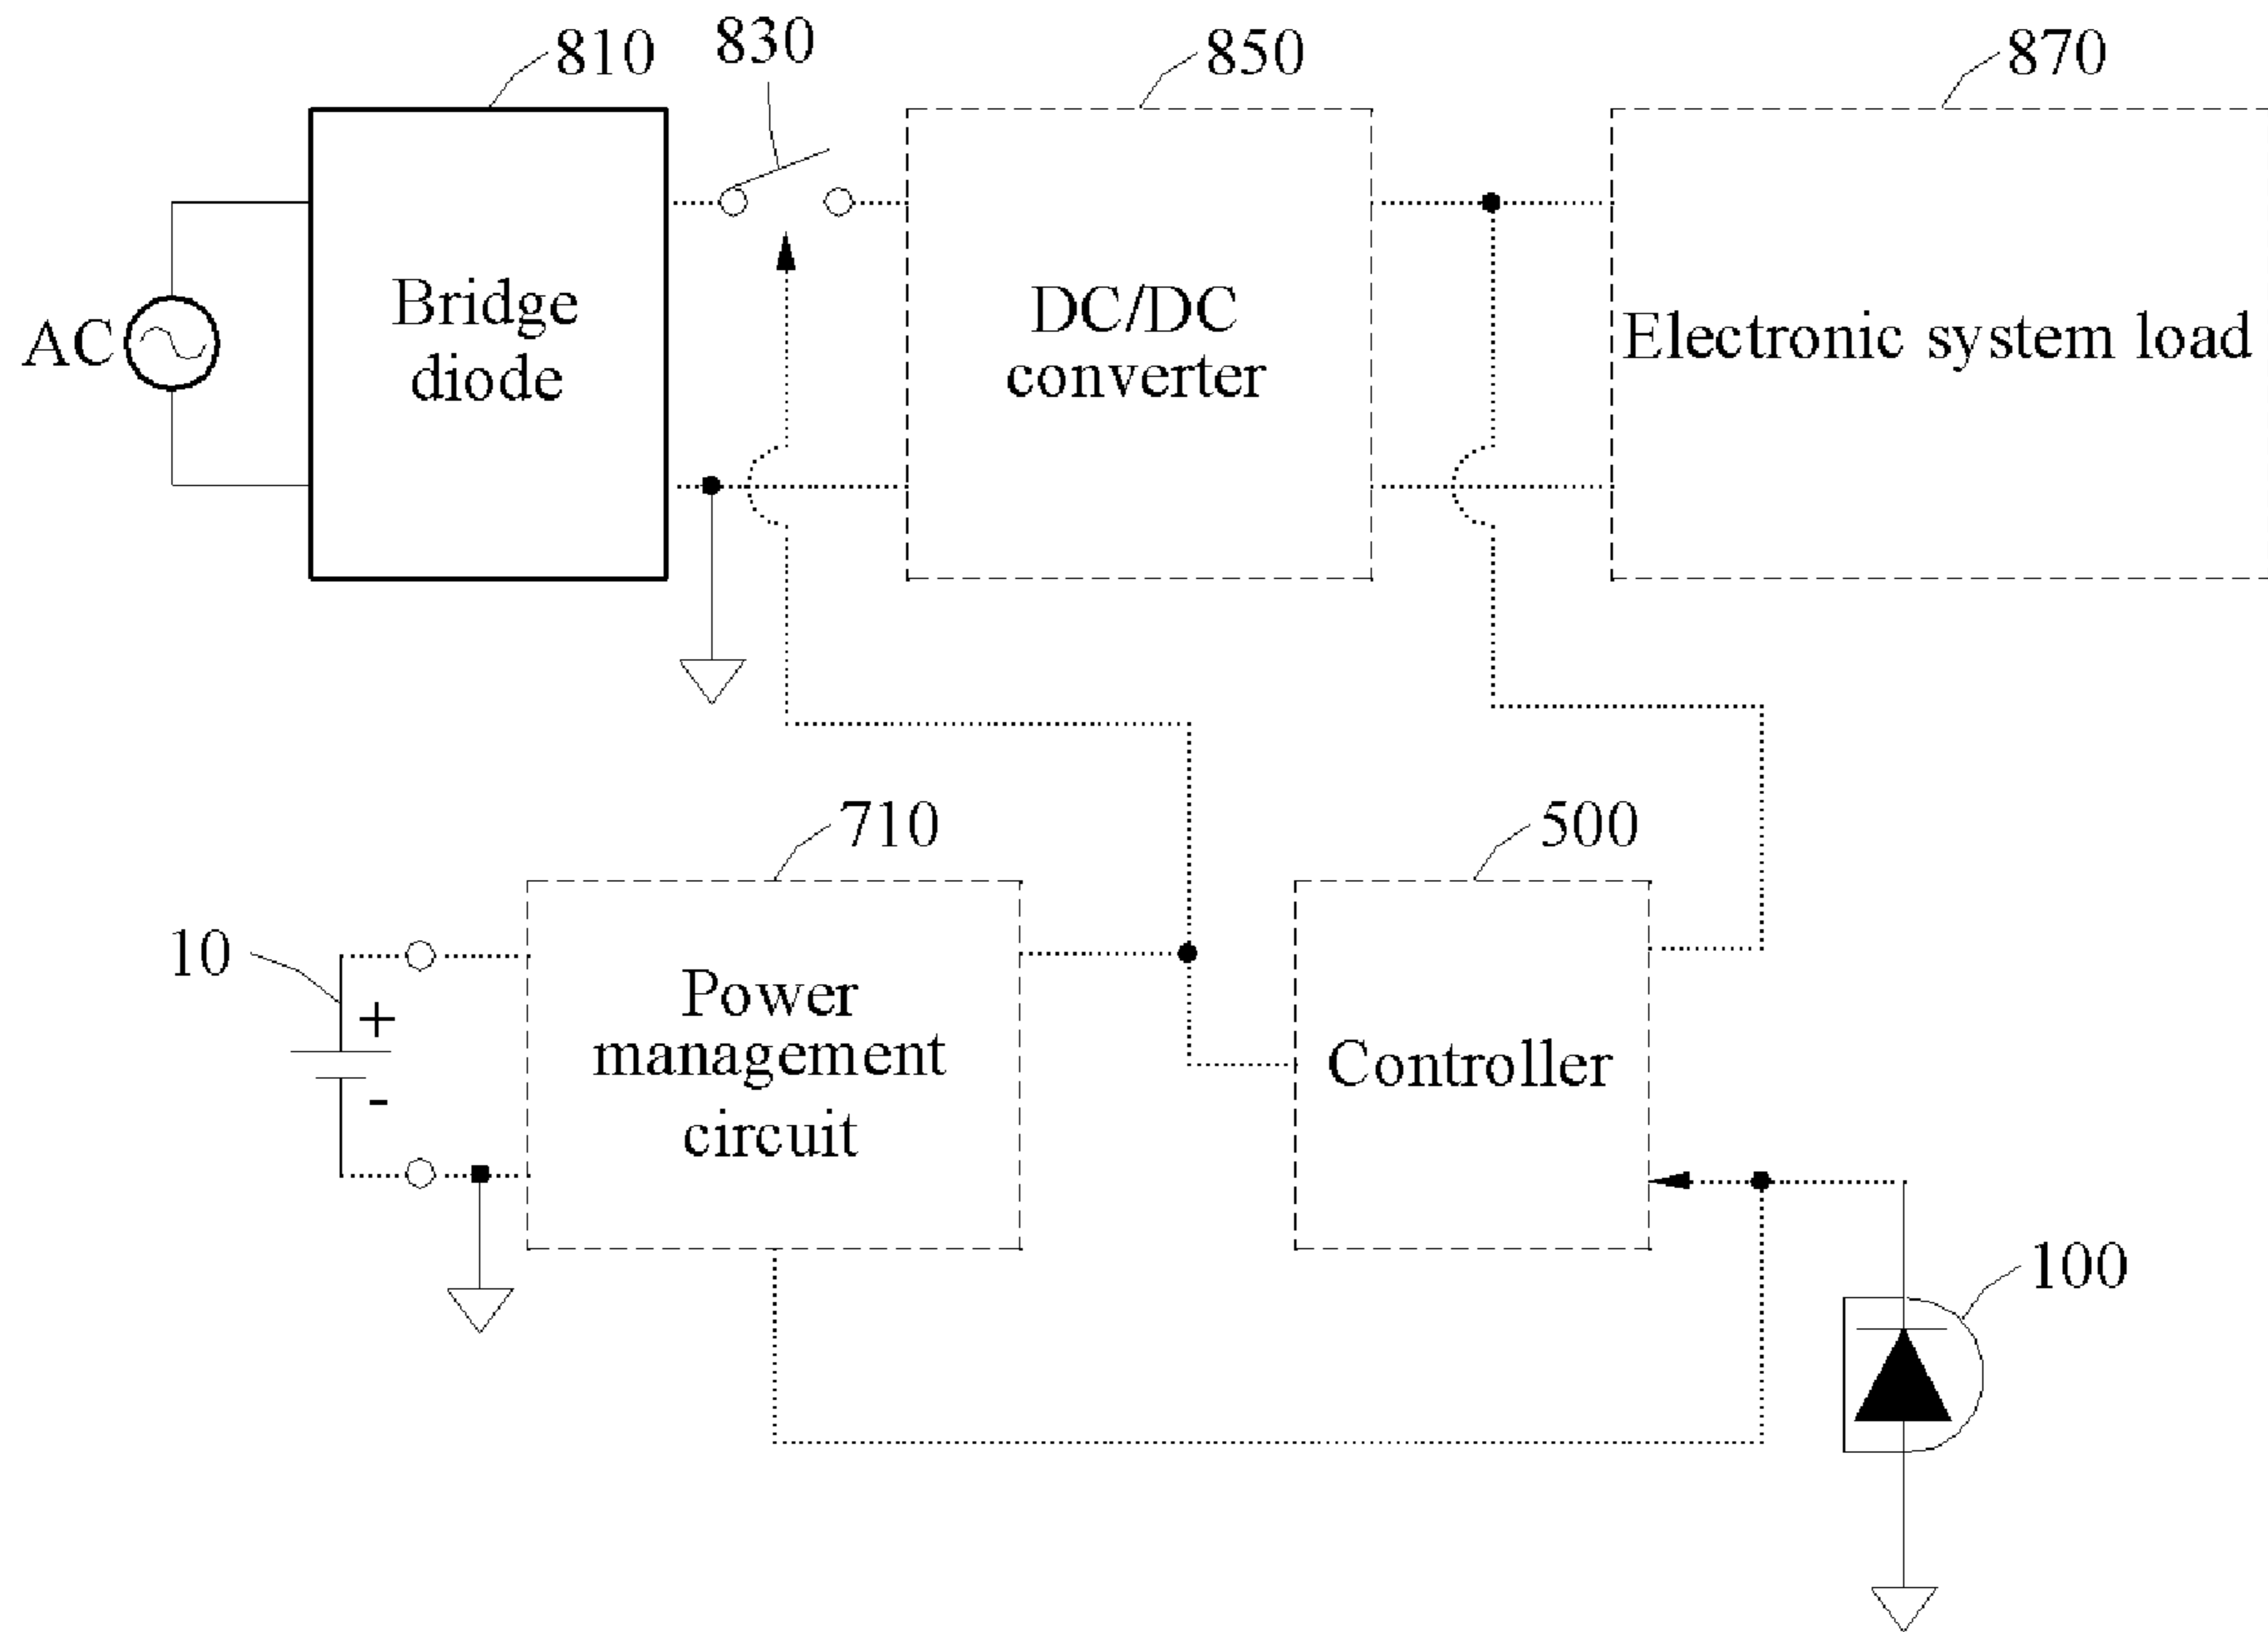 810
830
850
870
AC
Bridge
diode
DC/DC
converter
Electronic system load
710
500
10
+
-
Power
management
circuit
Controller
100